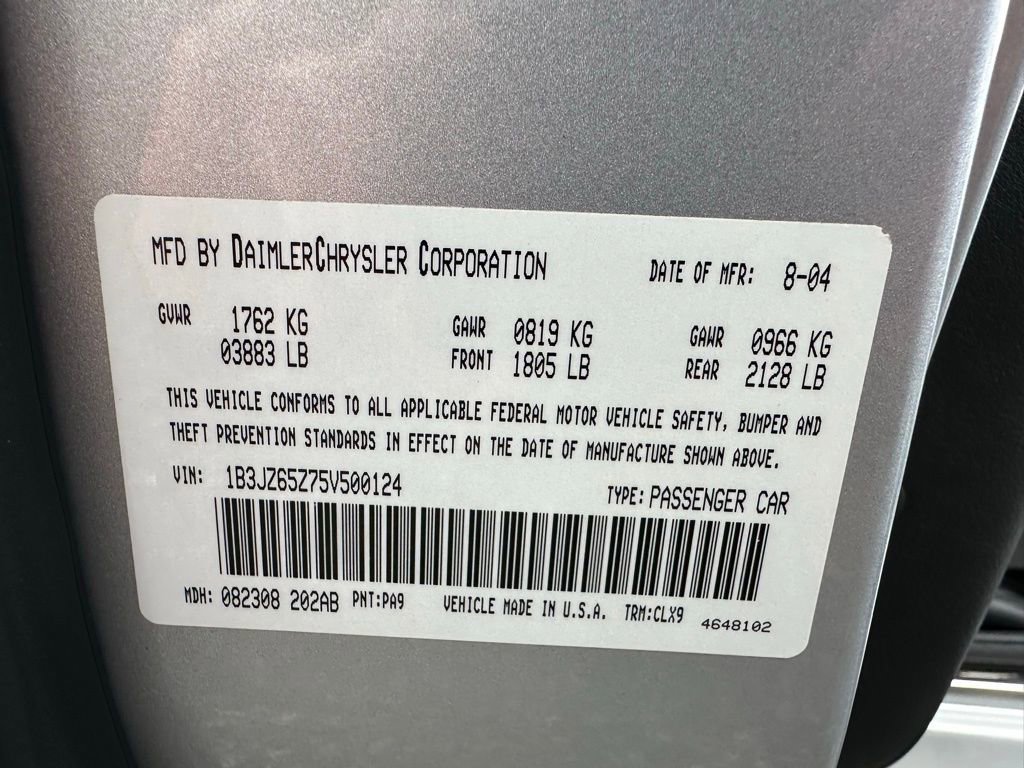 MFD BY DAIMLERCHRYSLER CORPORATION DATE OF MFR: 8-04
GVWR 1762 KG GAWR 0819 KG GAWR 0966 KG
03883 LB FRONT 1805 LB REAR 2128 LB
THIS VEHICLE CONFORMS TO ALL APPLICABLE FEDERAL MOTOR VEHICLE SAFETY, BUMPER AND
THEFT PREVENTION STANDARDS IN EFFECT ON THE DATE OF MANUFACTURE SHOWN ABOVE.
VIN: 1B3JZ65Z75V500124 TYPE: PASSENGER CAR
MDH: 082308 202AB PNT:PA9 VEHICLE MADE IN U.S.A. TRM:CLX9 4648102